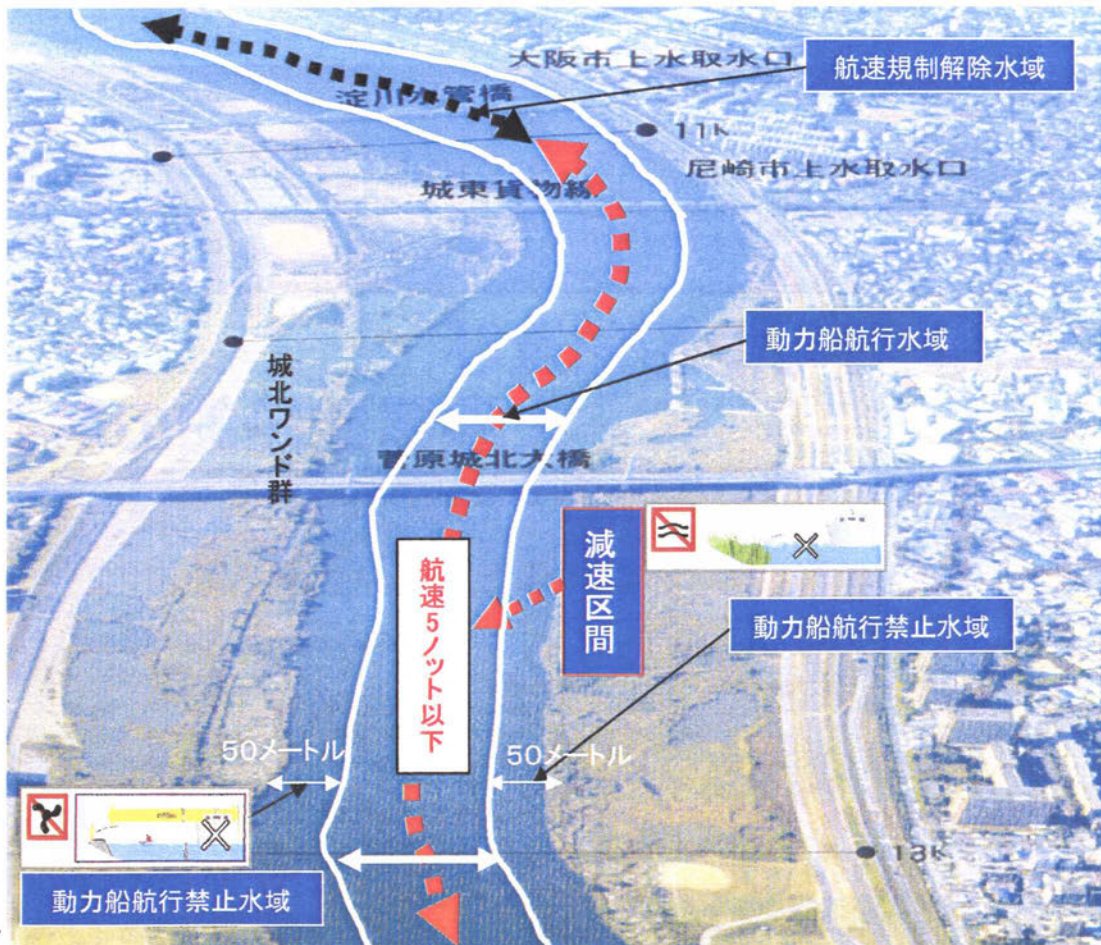 大阪市上水取水口
航速規制解除水域
淀川水管橋
11K
尼崎市上水取水口
城東貨物線
動力船航行水域
城北ワンド群
菅原城北大橋
減速区間
航速5ノット以下
動力船航行禁止水域
50メートル
50メートル
13K
動力船航行禁止水域